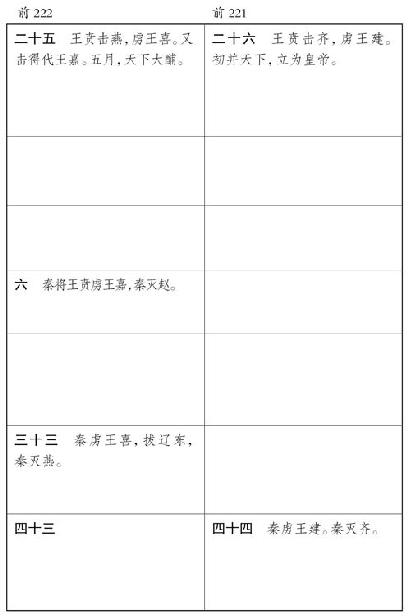 前 222
前 221
二十五　王贲击燕，虏王喜。又
击得代王嘉。五月，天下大酺。
二十六　王贲击齐，虏王建。
初并天下，立为皇帝。
六　秦将王贲虏王嘉，秦灭赵。
三十三　秦虏王喜，拔辽东，
秦灭燕。
四十三
四十四　秦虏王建。秦灭齐。